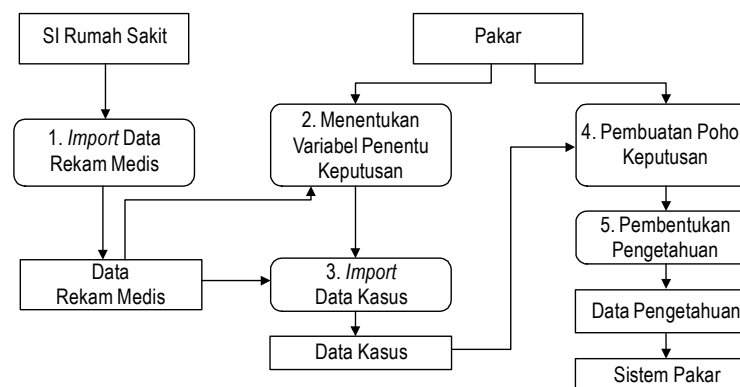 SI Rumah Sakit
Pakar
1. Import Data
Rekam Medis
2. Menentukan
Variabel Penentu
Keputusan
4. Pembuatan Poho
Keputusan
5. Pembentukan
Pengetahuan
Data
Rekam Medis
3. Import
Data Kasus
Data Pengetahuan
Data Kasus
Sistem Pakar